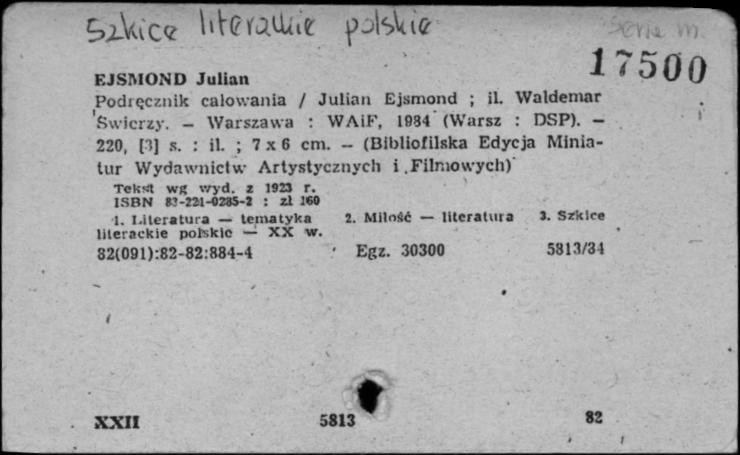 Szkice literackie polskie
17500
EJSMOND Julian
Podręcznik całowania / Julian Ejsmond ; il. Waldemar
Świerzy. — Warszawa : WAiF, 1984 (Warsz : DSP). —
220, [3] s. : il. ; 7 x 6 cm. — (Bibliofilska Edycja Minia-
tur Wydawnictw Artystycznych i Filmowych)
Tekst wg wyd. z 1923 r.
ISBN 83-221-0285-2 : zł 160
1. Literatura — tematyka 2. Miłość — literatura 3. Szkice
literackie polskie — XX w.
82(091):82-82:884-4 Egz. 30300 5813/84
XXII 5813 82